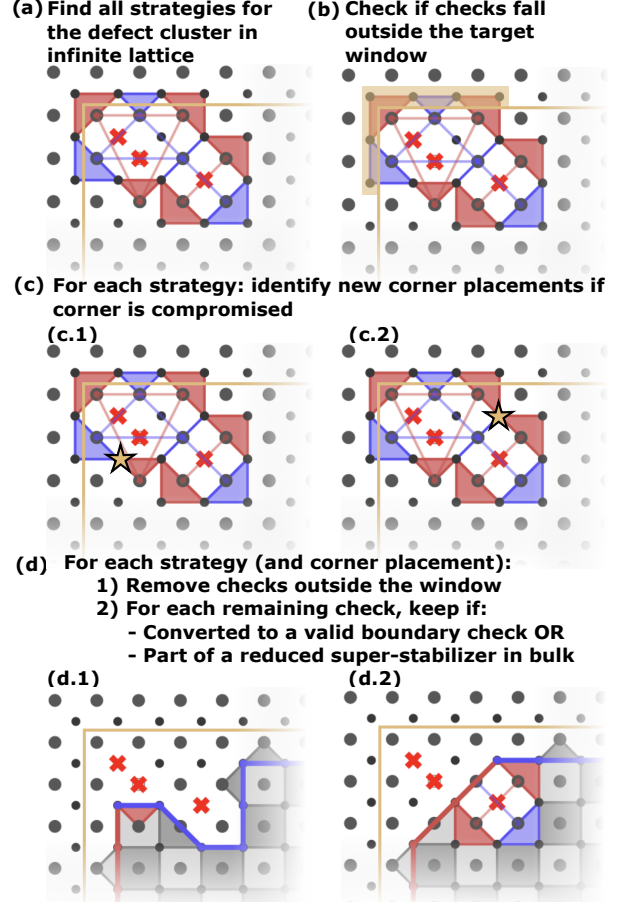 (a) Find all strategies for
the defect cluster in
infinite lattice
(b) Check if checks fall
outside the target
window
(c) For each strategy: identify new corner placements if
corner is compromised
(c.1)
(c.2)
(d) For each strategy (and corner placement):
1) Remove checks outside the window
2) For each remaining check, keep if:
- Converted to a valid boundary check OR
- Part of a reduced super-stabilizer in bulk
(d.1)
(d.2)